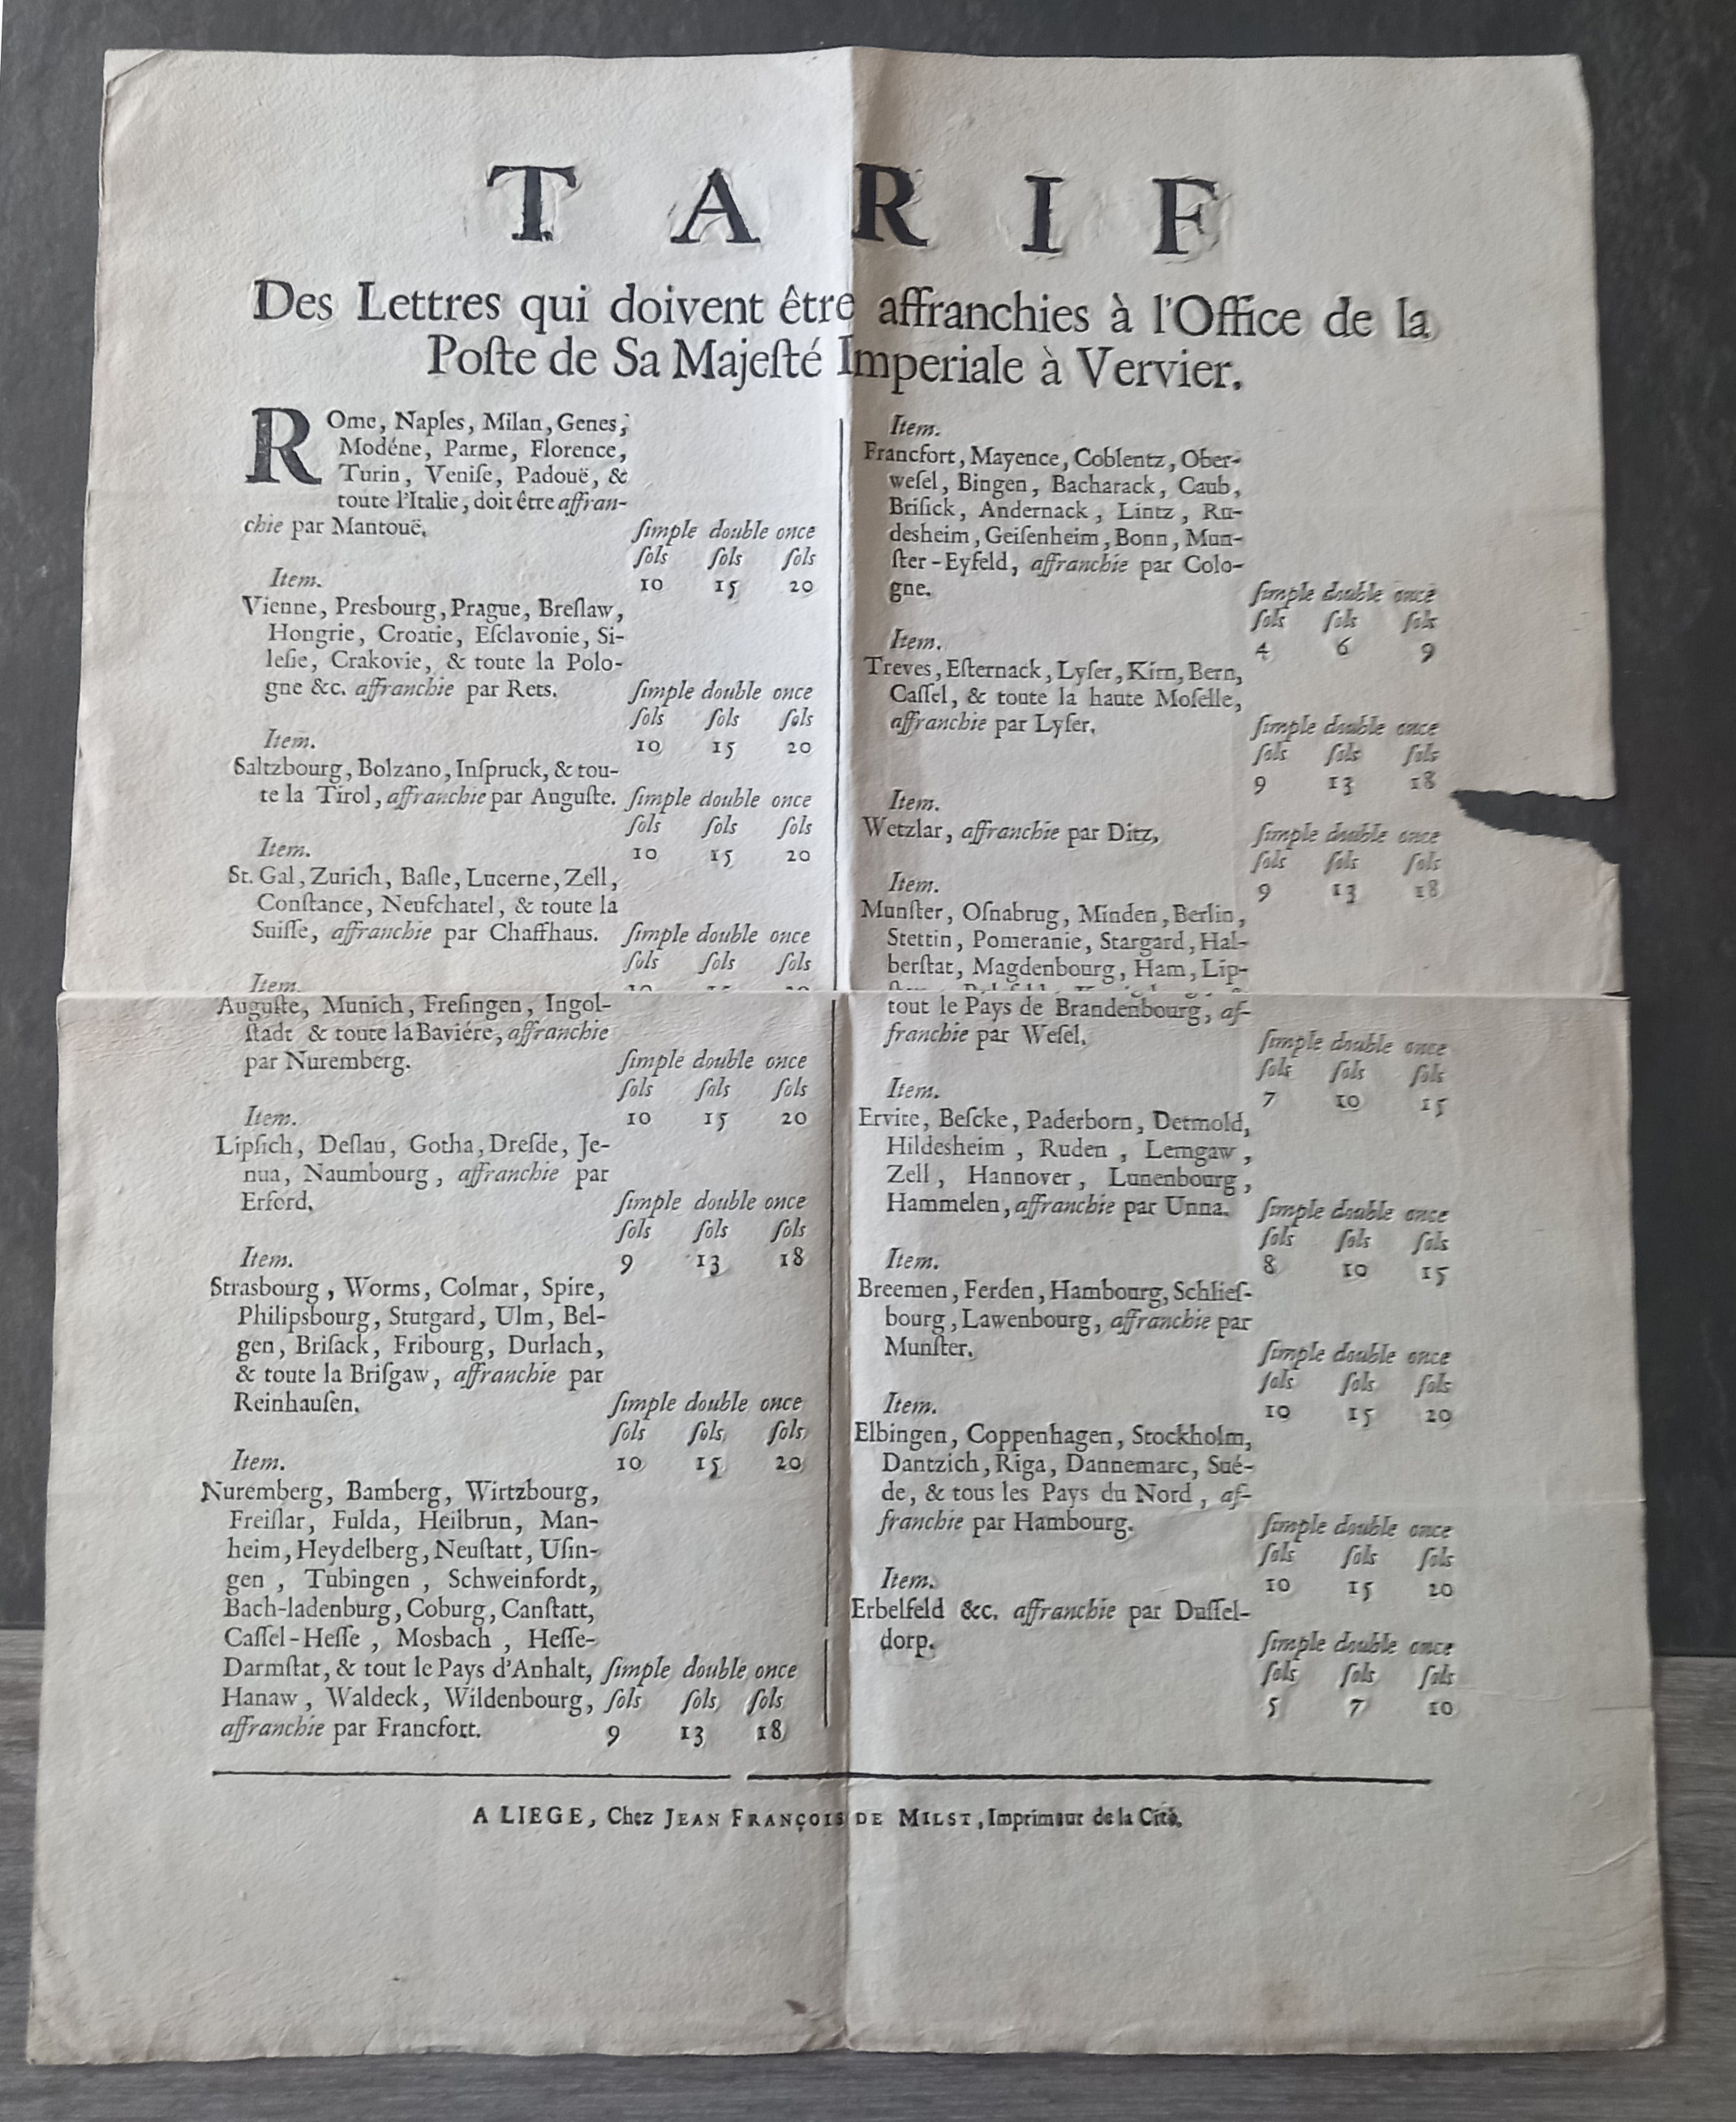 TARIF
Des Lettres qui doivent être affranchies à l'Office de la
Poſte de Sa Majeſté Imperiale à Vervier.
ROme, Naples, Milan, Genes,
Modéne, Parme, Florence,
Turin, Veniſe, Padouë, &
toute l'Italie, doit être affran-
chie par Mantouë. ſimple double once
ſols ſols ſols
Item. 10 15 20
Vienne, Presbourg, Prague, Breſlaw,
Hongrie, Croatie, Eſclavonie, Si-
leſie, Crakovie, & toute la Polo-
gne &c. affranchie par Rets. ſimple double once
ſols ſols ſols
Item. 10 15 20
Saltzbourg, Bolzano, Inſpruck, & tou-
te la Tirol, affranchie par Auguſte. ſimple double once
ſols ſols ſols
Item. 10 15 20
St. Gal, Zurich, Baſle, Lucerne, Zell,
Conſtance, Neufchatel, & toute la
Suiſſe, affranchie par Chaffhaus. ſimple double once
ſols ſols ſols
Item. 10 15 20
Auguſte, Munich, Freſingen, Ingol-
ſtadt & toute la Baviére, affranchie
par Nuremberg. ſimple double once
ſols ſols ſols
Item. 10 15 20
Lipſich, Deſlau, Gotha, Dreſde, Je-
nua, Naumbourg, affranchie par
Erford. ſimple double once
ſols ſols ſols
Item. 9 13 18
Strasbourg, Worms, Colmar, Spire,
Philipsbourg, Stutgard, Ulm, Bel-
gen, Briſack, Fribourg, Durlach,
& toute la Briſgaw, affranchie par
Reinhauſen. ſimple double once
ſols ſols ſols
Item. 10 15 20
Nuremberg, Bamberg, Wirtzbourg,
Freiſlar, Fulda, Heilbrun, Man-
heim, Heydelberg, Neuſtatt, Uſin-
gen, Tubingen, Schweinfordt,
Bach-ladenburg, Coburg, Canſtatt,
Caſſel-Heſſe, Mosbach, Heſſe-
Darmſtat, & tout le Pays d'Anhalt, ſimple double once
Hanaw, Waldeck, Wildenbourg, ſols ſols ſols
affranchie par Francfort. 9 13 18
Item.
Francfort, Mayence, Coblentz, Ober-
weſel, Bingen, Bacharack, Caub,
Briſick, Andernack, Lintz, Ru-
desheim, Geiſenheim, Bonn, Mun-
ſter-Eyfeld, affranchie par Colo-
gne. ſimple double once
ſols ſols ſols
Item. 4 6 9
Treves, Eſternack, Lyſer, Kirn, Bern,
Caſſel, & toute la haute Moſelle,
affranchie par Lyſer. ſimple double once
ſols ſols ſols
9 13 18
Item.
Wetzlar, affranchie par Ditz, ſimple double once
ſols ſols ſols
Item. 9 13 18
Munſter, Oſnabrug, Minden, Berlin,
Stettin, Pomeranie, Stargard, Hal-
berſtat, Magdenbourg, Ham, Lip-
tout le Pays de Brandenbourg, af-
franchie par Weſel. ſimple double once
ſols ſols ſols
Item. 7 10 15
Ervite, Beſcke, Paderborn, Detmold,
Hildesheim, Ruden, Lemgaw,
Zell, Hannover, Lunenbourg,
Hammelen, affranchie par Unna. ſimple double once
ſols ſols ſols
Item. 8 10 15
Breemen, Ferden, Hambourg, Schlieſ-
bourg, Lawenbourg, affranchie par
Munſter. ſimple double once
ſols ſols ſols
Item. 10 15 20
Elbingen, Coppenhagen, Stockholm,
Dantzich, Riga, Dannemarc, Sué-
de, & tous les Pays du Nord, af-
franchie par Hambourg. ſimple double once
ſols ſols ſols
Item. 10 15 20
Erbelfeld &c. affranchie par Duſſel-
dorp. ſimple double once
ſols ſols ſols
5 7 10
A LIEGE, Chez JEAN FRANÇOIS DE MILST, Imprimeur de la Cité.